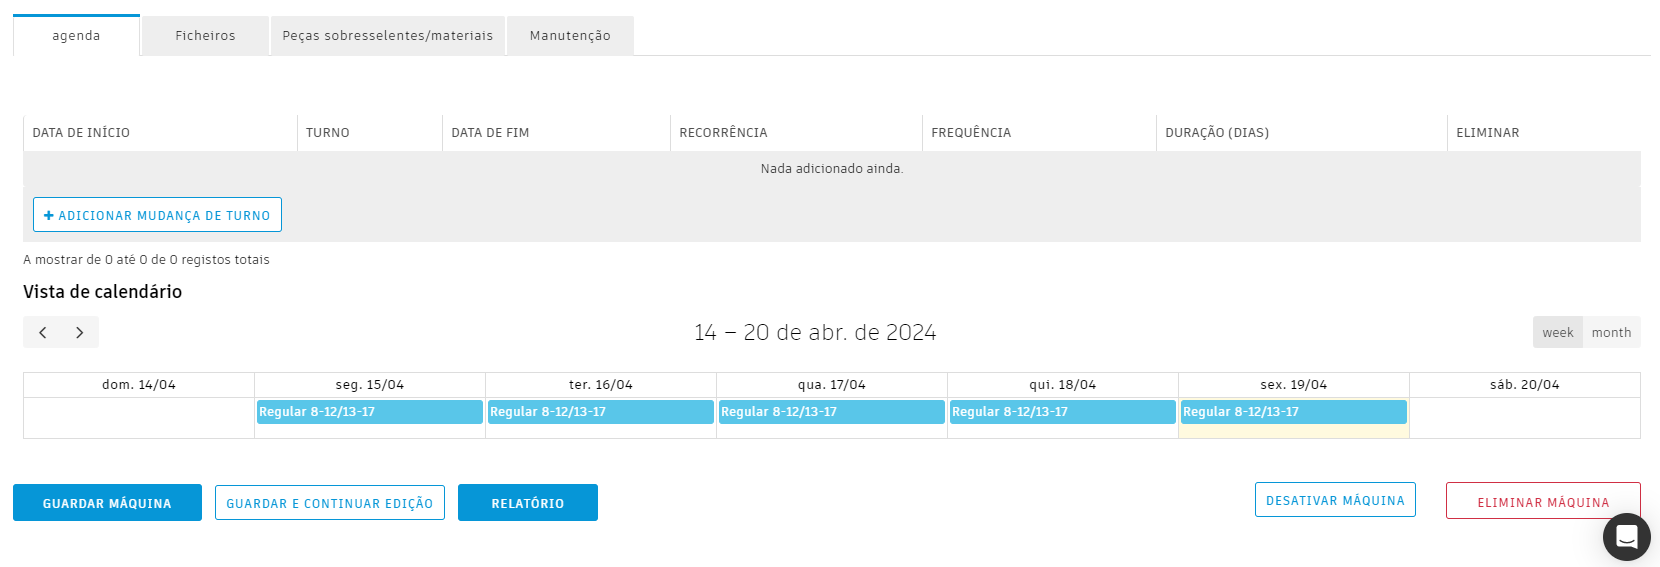 agenda
Ficheiros
Peças sobresselentes/materiais
Manutenção
DATA DE INÍCIO
TURNO
DATA DE FIM
RECORRÊNCIA
FREQUÊNCIA
DURAÇÃO (DIAS)
ELIMINAR
Nada adicionado ainda.
ADICIONAR MUDANÇA DE TURNO
A mostrar de 0 até 0 de 0 registos totais
Vista de calendário
14 – 20 de abr. de 2024
week
month
dom. 14/04
seg. 15/04
ter. 16/04
qua. 17/04
qui. 18/04
sex. 19/04
sáb. 20/04
Regular 8-12/13-17
Regular 8-12/13-17
Regular 8-12/13-17
Regular 8-12/13-17
Regular 8-12/13-17
GUARDAR MÁQUINA
GUARDAR E CONTINUAR EDIÇÃO
RELATÓRIO
DESATIVAR MÁQUINA
ELIMINAR MÁQUINA